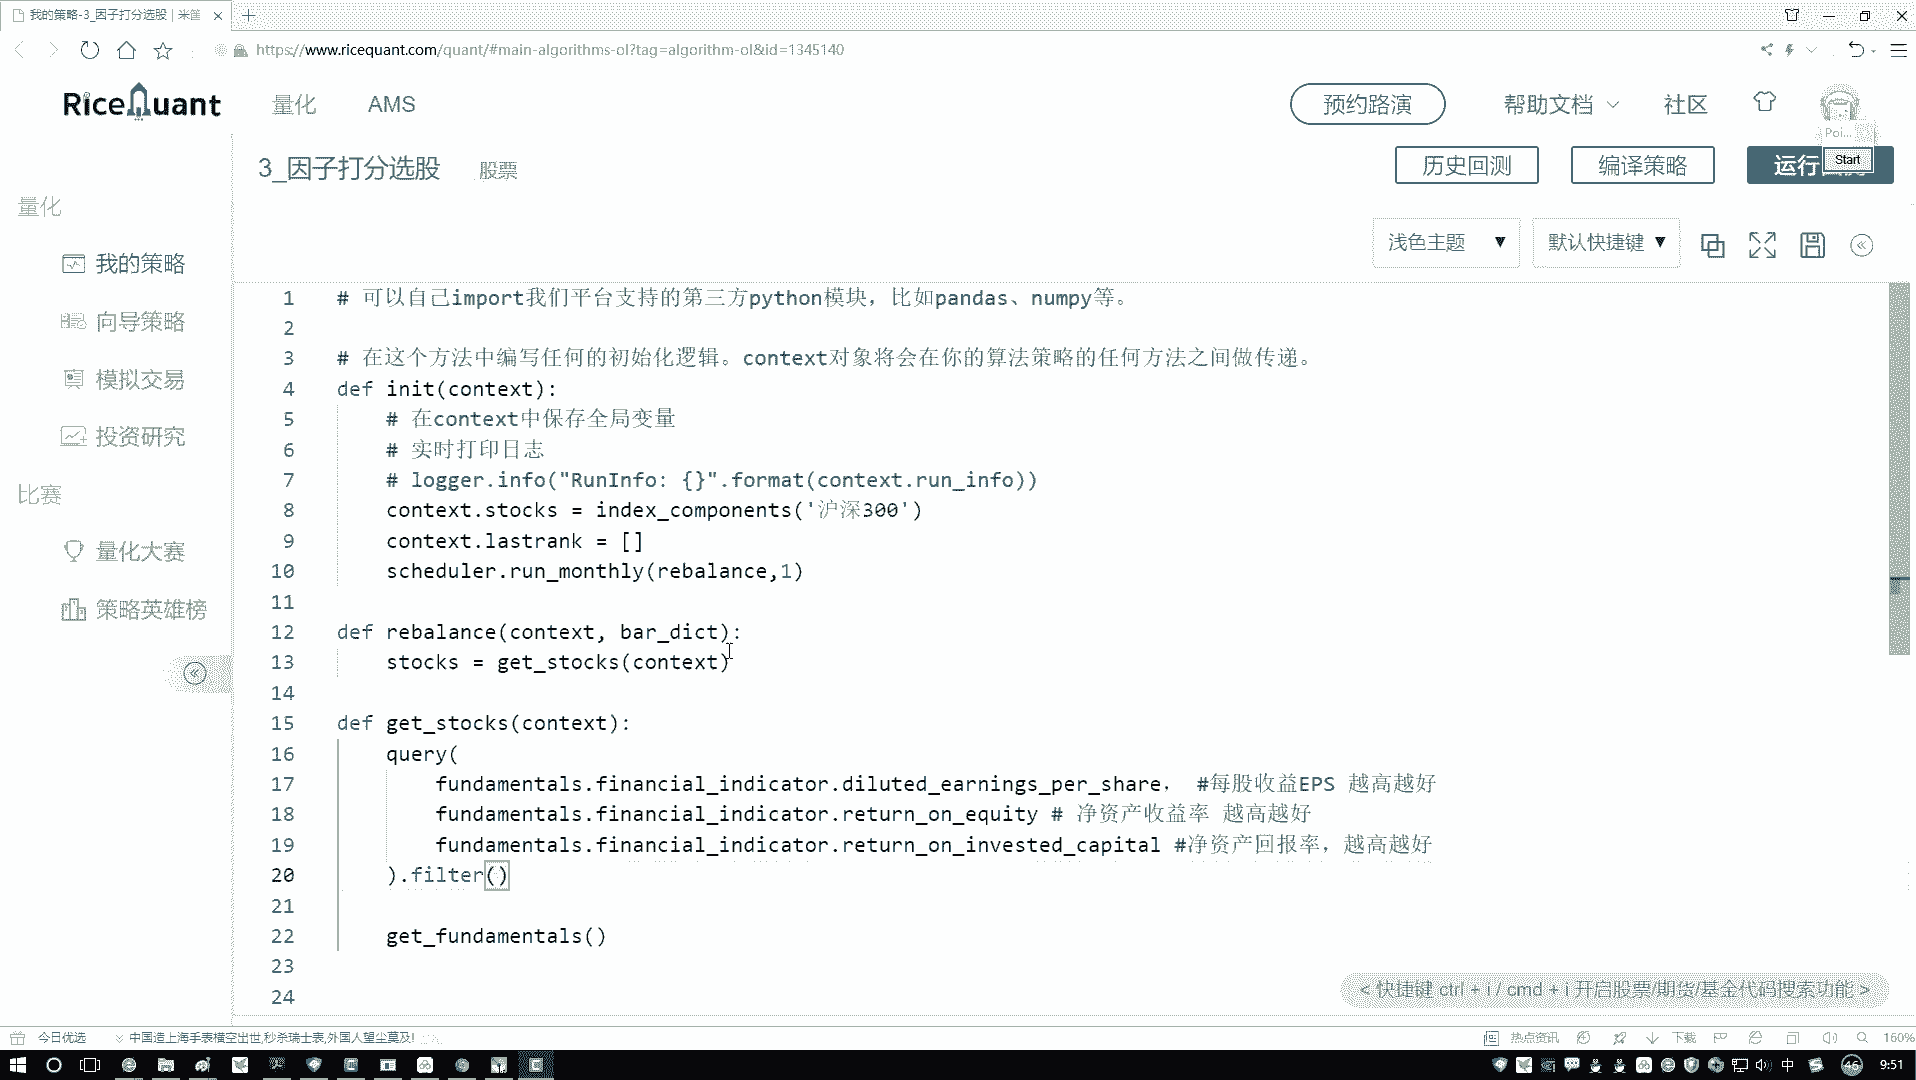 我的策略-3_因子打分选股 | 米筐
https://www.ricequant.com/quant/#main-algorithms-ol?tag=algorithm-ol&id=1345140
RiceQuant 量化 AMS 预约路演 帮助文档 社区
Poi...
Start
3_因子打分选股 股票 历史回测 编译策略 运行
量化
我的策略
向导策略
模拟交易
投资研究
比赛
量化大赛
策略英雄榜
浅色主题 ▼ 默认快捷键 ▼
1 # 可以自己import我们平台支持的第三方python模块，比如pandas、numpy等。
2
3 # 在这个方法中编写任何的初始化逻辑。context对象将会在你的算法策略的任何方法之间做传递。
4 def init(context):
5 # 在context中保存全局变量
6 # 实时打印日志
7 # logger.info("RunInfo: {}".format(context.run_info))
8 context.stocks = index_components('沪深300')
9 context.lastrank = []
10 scheduler.run_monthly(rebalance,1)
11
12 def rebalance(context, bar_dict):
13 stocks = get_stocks(context)
14
15 def get_stocks(context):
16 query(
17 fundamentals.financial_indicator.diluted_earnings_per_share， #每股收益EPS 越高越好
18 fundamentals.financial_indicator.return_on_equity # 净资产收益率 越高越好
19 fundamentals.financial_indicator.return_on_invested_capital #净资产回报率，越高越好
20 ).filter()
21
22 get_fundamentals()
23
24
< 快捷键 ctrl + i / cmd + i 开启股票/期货/基金代码搜索功能 >
今日优选 中国造上海手表横空出世,秒杀瑞士表,外国人望尘莫及! 热点资讯 下载 160%
中 46 9:51